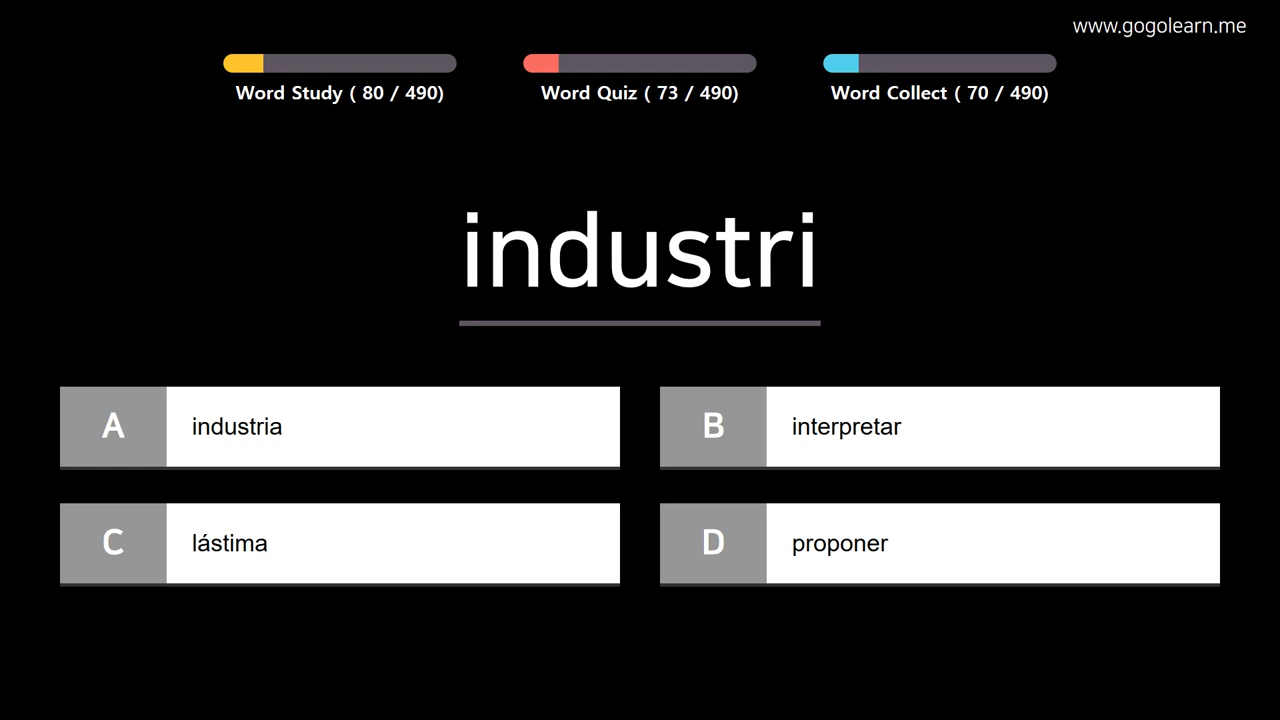 www.gogolearn.me
Word Study ( 80 / 490)
Word Quiz ( 73 / 490)
Word Collect ( 70 / 490)
industri
A industria
B interpretar
C lástima
D proponer